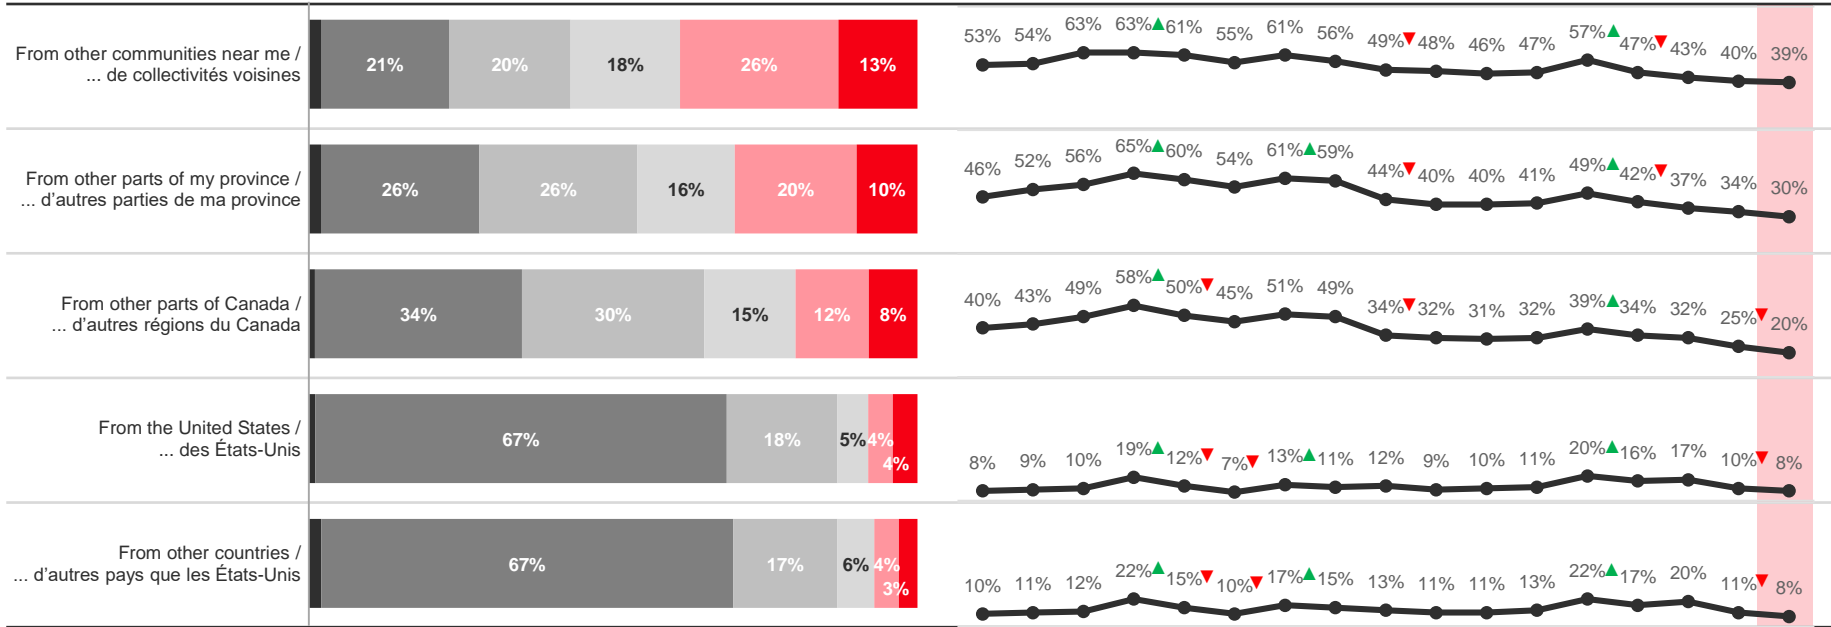 From other communities near me /
... de collectivités voisines
21% 20% 18% 26% 13%
53% 54% 63% 63% 61% 55% 61% 56% 49% 48% 46% 47% 57% 47% 43% 40% 39%
From other parts of my province /
... d'autres parties de ma province
26% 26% 16% 20% 10%
46% 52% 56% 65% 60% 54% 61% 59% 44% 40% 40% 41% 49% 42% 37% 34% 30%
From other parts of Canada /
... d'autres régions du Canada
34% 30% 15% 12% 8%
40% 43% 49% 58% 50% 45% 51% 49% 34% 32% 31% 32% 39% 34% 32% 25% 20%
From the United States /
... des États-Unis
67% 18% 5% 4% 4%
8% 9% 10% 19% 12% 7% 13% 11% 12% 9% 10% 11% 20% 16% 17% 10% 8%
From other countries /
... d'autres pays que les États-Unis
67% 17% 6% 4% 3%
10% 11% 12% 22% 15% 10% 17% 15% 13% 11% 11% 13% 22% 17% 20% 11% 8%